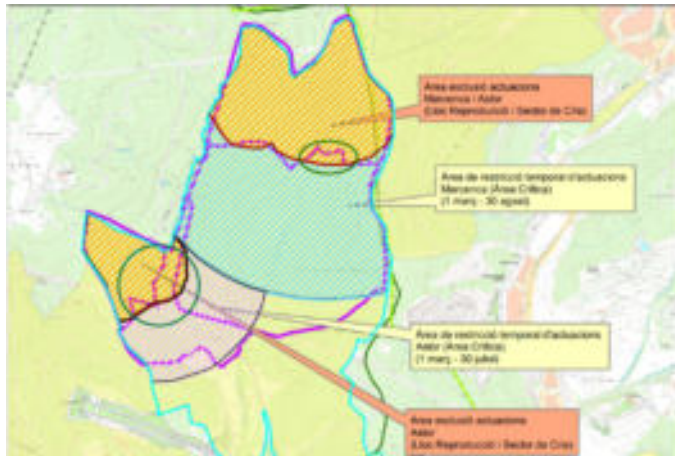 Àrea exclusió actuacions
Marcenca i Astor
(Lloc Reproducció i Sector de Cria)
Àrea de restricció temporal d'actuacions
Marcenca (Àrea Crítica)
(1 març - 30 agost)
Àrea de restricció temporal d'actuacions
Astor (Àrea Crítica)
(1 març - 30 juliol)
Àrea exclusió actuacions
Astor
(Lloc Reproducció i Sector de Cria)